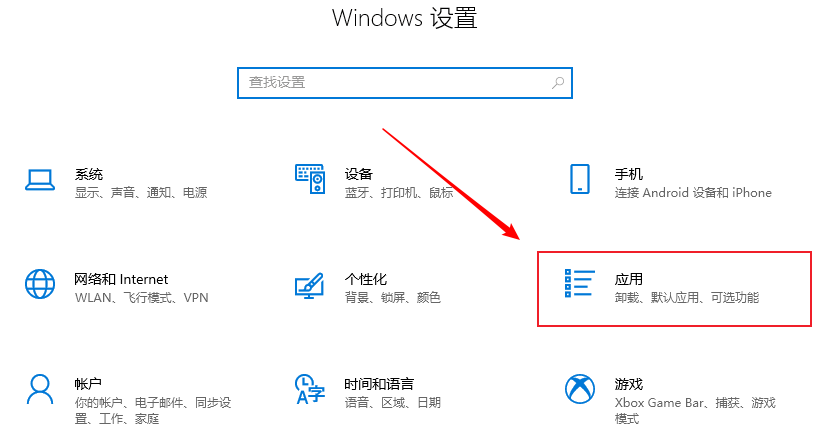 Windows 设置
查找设置
系统
显示、声音、通知、电源
设备
蓝牙、打印机、鼠标
手机
连接 Android 设备和 iPhone
网络和 Internet
WLAN、飞行模式、VPN
个性化
背景、锁屏、颜色
应用
卸载、默认应用、可选功能
帐户
你的帐户、电子邮件、同步设
置、工作、家庭
时间和语言
语音、区域、日期
游戏
Xbox Game Bar、捕获、游戏
模式